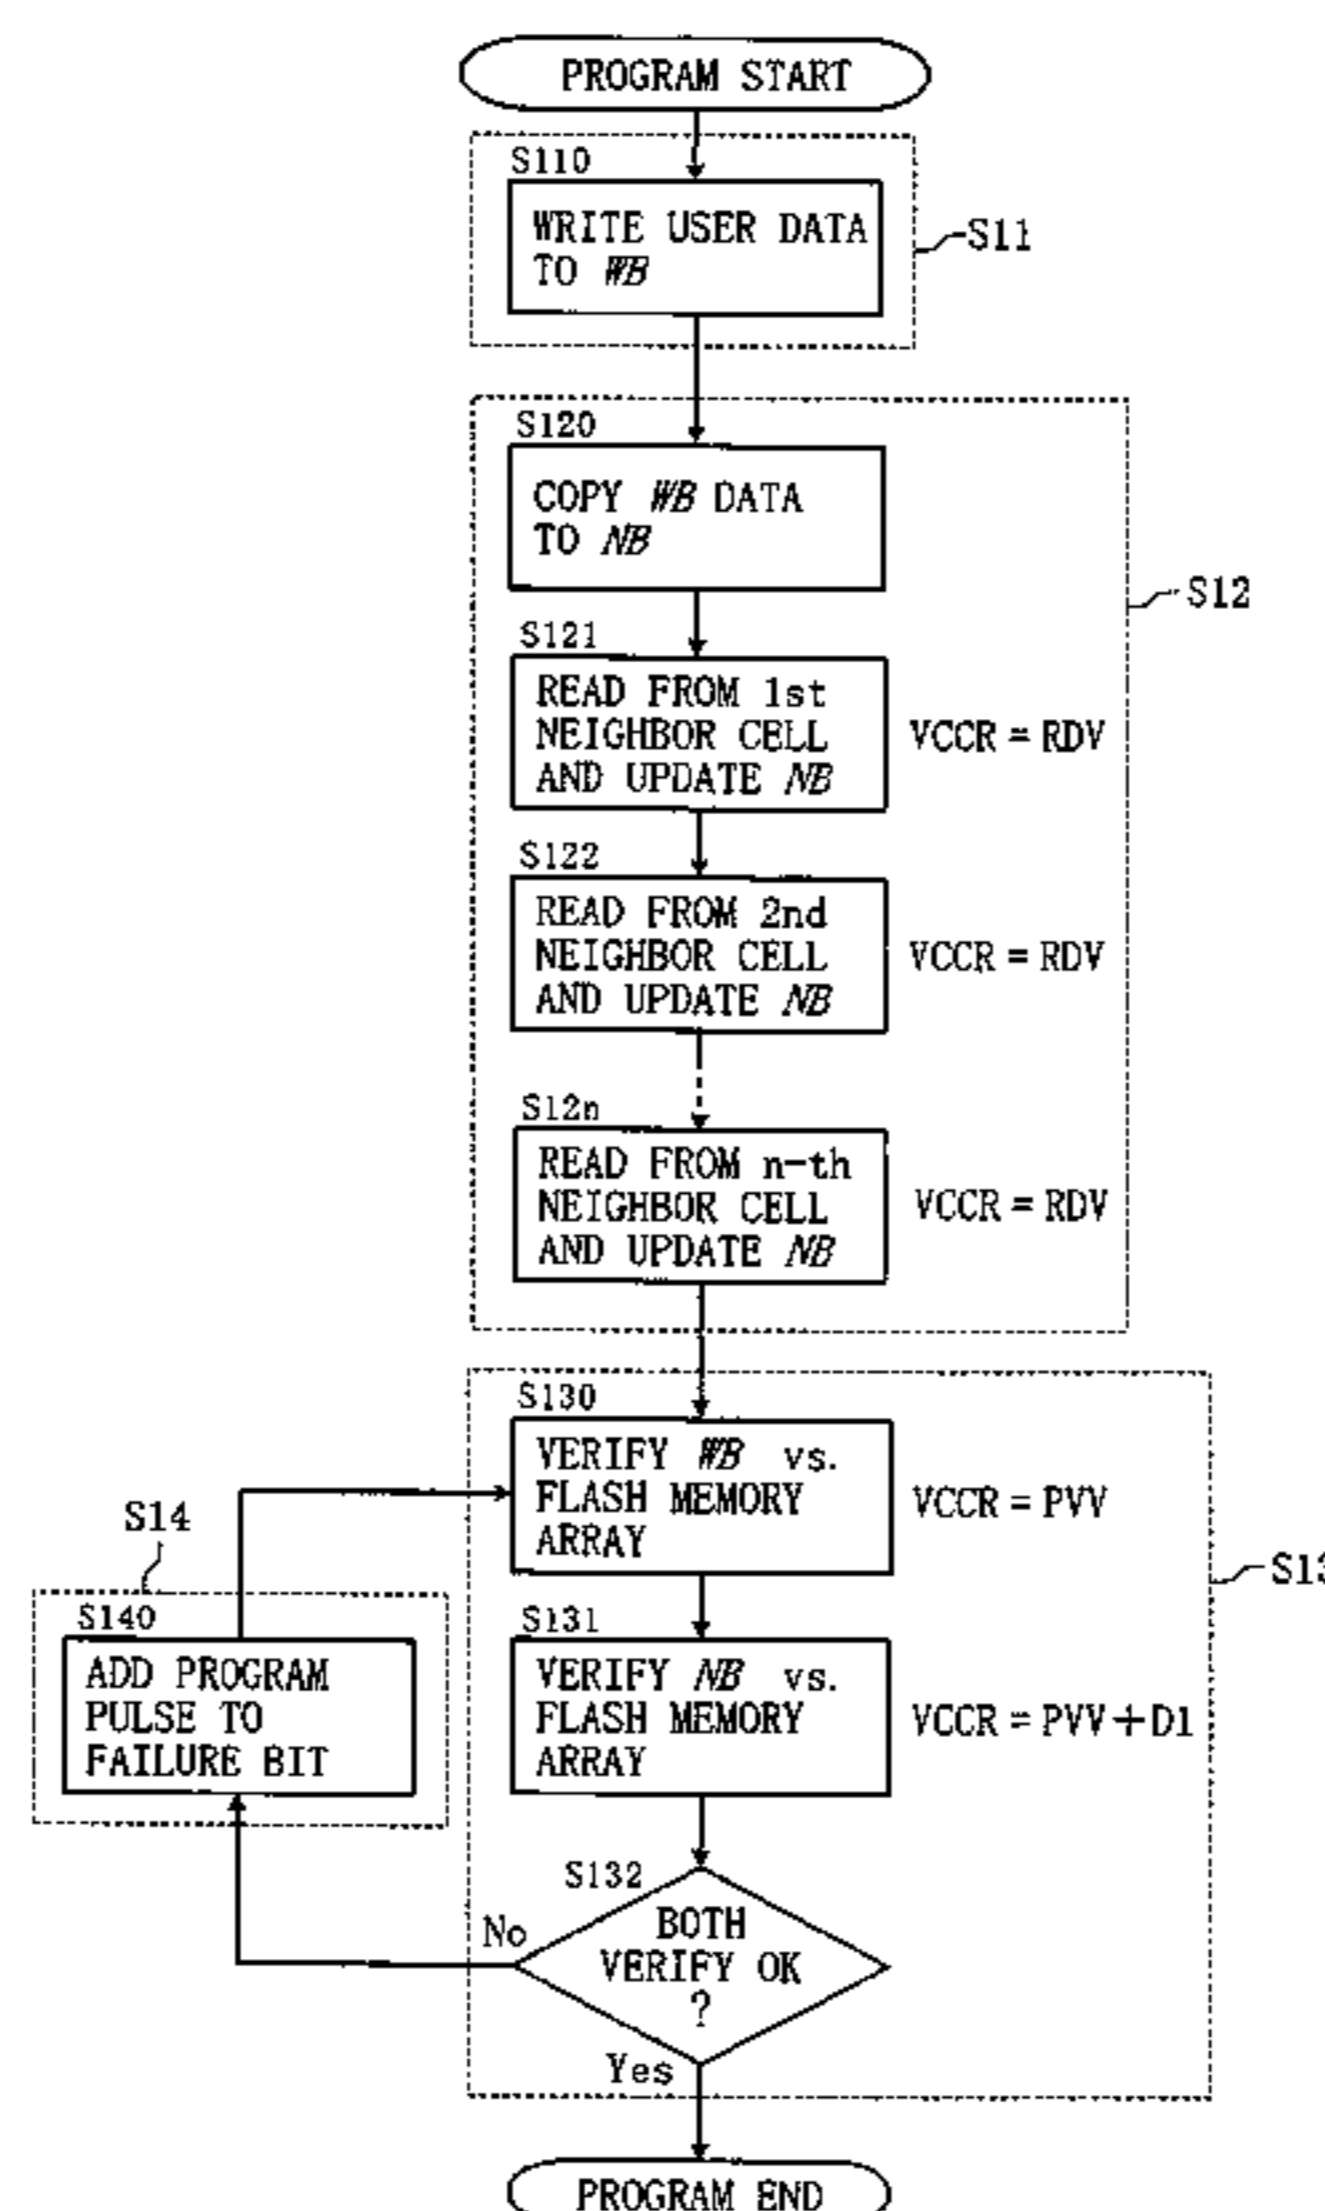 PROGRAM START
S110
WRITE USER DATA
TO WB
S11
S120
COPY WB DATA
TO NB
S12
S121
READ FROM 1st
NEIGHBOR CELL
AND UPDATE NB
VCCR = RDV
S122
READ FROM 2nd
NEIGHBOR CELL
AND UPDATE NB
VCCR = RDV
S12n
READ FROM n-th
NEIGHBOR CELL
AND UPDATE NB
VCCR = RDV
S130
VERIFY WB vs.
FLASH MEMORY
ARRAY
VCCR = PVV
S13
S14
S140
ADD PROGRAM
PULSE TO
FAILURE BIT
S131
VERIFY NB vs.
FLASH MEMORY
ARRAY
VCCR = PVV+D1
S132
BOTH
VERIFY OK
?
No
Yes
PROGRAM END